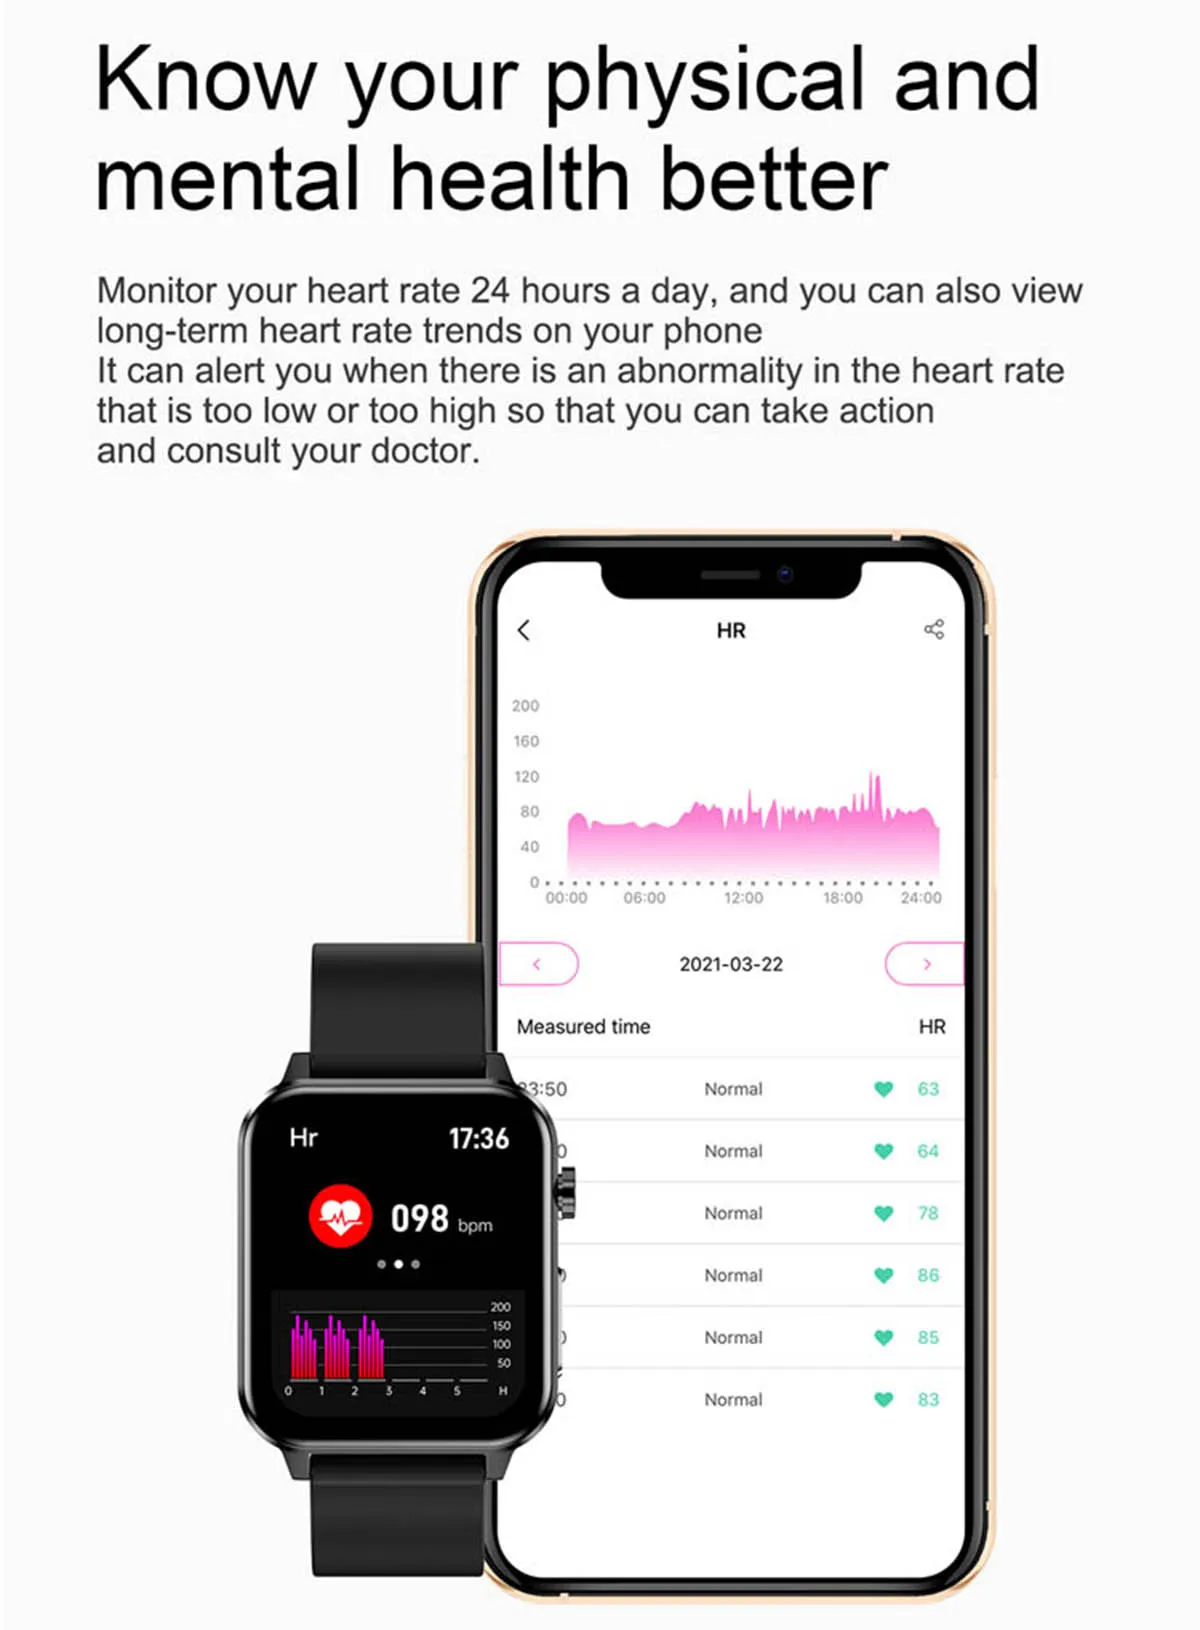 Know your physical and
mental health better
Monitor your heart rate 24 hours a day, and you can also view
long-term heart rate trends on your phone
It can alert you when there is an abnormality in the heart rate
that is too low or too high so that you can take action
and consult your doctor.
HR
200
160
120
80
40
0
00:00 06:00 12:00 18:00 24:00
2021-03-22
Measured time HR
Normal 63
Normal 64
Normal 78
Normal 86
Normal 85
Normal 83
Hr 17:36
098 bpm
200
150
100
50
0 1 2 3 4 5 H